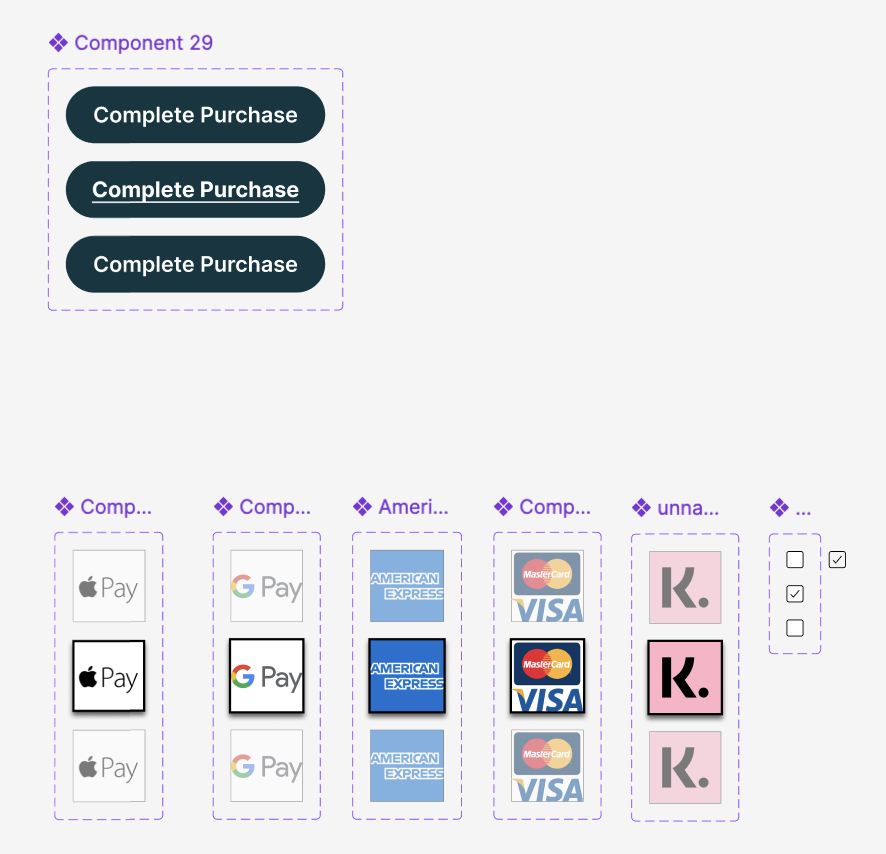 Component 29
Complete Purchase
Complete Purchase
Complete Purchase
Comp...
Comp...
Ameri...
Comp...
unna...
...
Pay
G Pay
AMERICAN
EXPRESS
MasterCard
VISA
K.
Pay
G Pay
AMERICAN
EXPRESS
MasterCard
VISA
K.
Pay
G Pay
AMERICAN
EXPRESS
MasterCard
VISA
K.